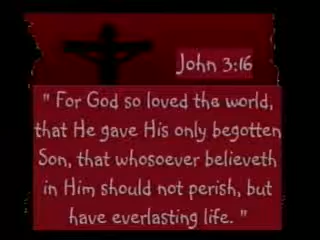 John 3:16
" For God so loved the world,
that He gave His only begotten
Son, that whosoever believeth
in Him should not perish, but
have everlasting life. "